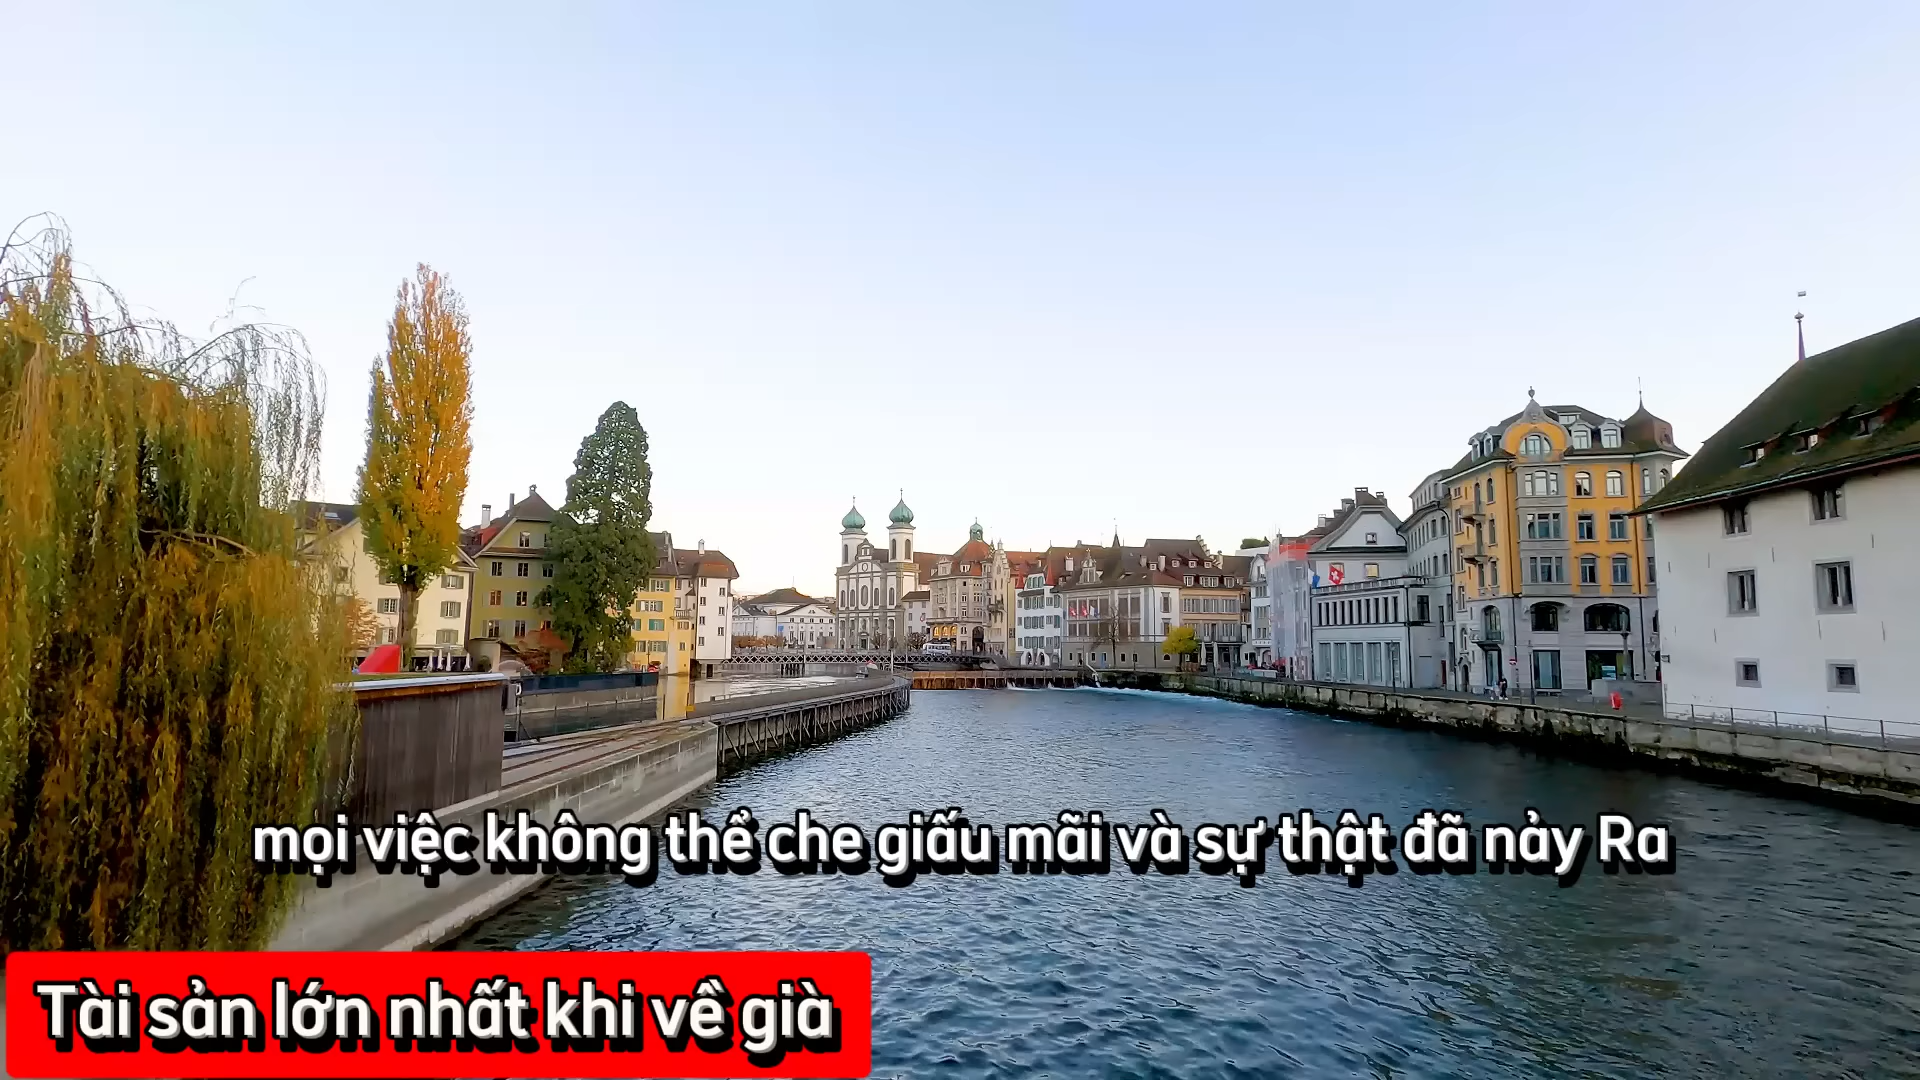 mọi việc không thể che giấu mãi và sự thật đã nảy Ra
Tài sản lớn nhất khi về già